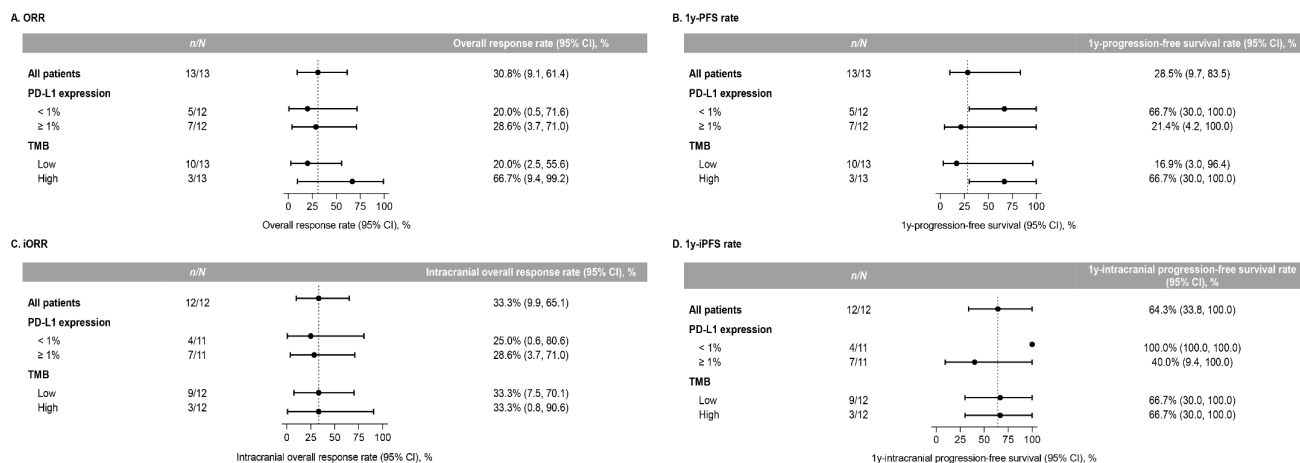 A. ORR
n/N Overall response rate (95% CI), %
All patients 13/13 30.8% (9.1, 61.4)
PD-L1 expression
< 1% 5/12 20.0% (0.5, 71.6)
≥ 1% 7/12 28.6% (3.7, 71.0)
TMB
Low 10/13 20.0% (2.5, 55.6)
High 3/13 66.7% (9.4, 99.2)
0 25 50 75 100
Overall response rate (95% CI), %
B. 1y-PFS rate
n/N 1y-progression-free survival rate (95% CI), %
All patients 13/13 28.5% (9.7, 83.5)
PD-L1 expression
< 1% 5/12 66.7% (30.0, 100.0)
≥ 1% 7/12 21.4% (4.2, 100.0)
TMB
Low 10/13 16.9% (3.0, 96.4)
High 3/13 66.7% (30.0, 100.0)
0 25 50 75 100
1y-progression-free survival (95% CI), %
C. iORR
n/N Intracranial overall response rate (95% CI), %
All patients 12/12 33.3% (9.9, 65.1)
PD-L1 expression
< 1% 4/11 25.0% (0.6, 80.6)
≥ 1% 7/11 28.6% (3.7, 71.0)
TMB
Low 9/12 33.3% (7.5, 70.1)
High 3/12 33.3% (0.8, 90.6)
0 25 50 75 100
Intracranial overall response rate (95% CI), %
D. 1y-iPFS rate
n/N 1y-intracranial progression-free survival rate
(95% CI), %
All patients 12/12 64.3% (33.8, 100.0)
PD-L1 expression
< 1% 4/11 100.0% (100.0, 100.0)
≥ 1% 7/11 40.0% (9.4, 100.0)
TMB
Low 9/12 66.7% (30.0, 100.0)
High 3/12 66.7% (30.0, 100.0)
0 25 50 75 100
1y-intracranial progression-free survival (95% CI), %